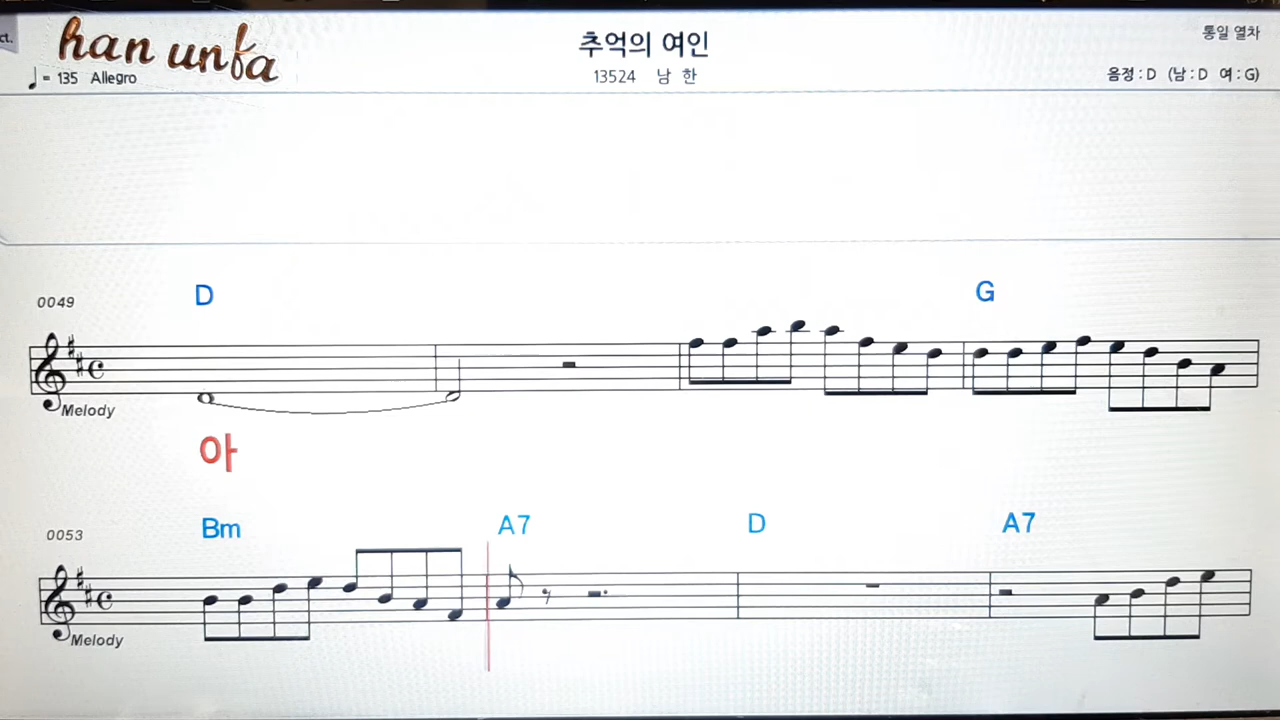 ct.
han unfa
추억의 여인
통일 열차
♩ = 135 Allegro
13524 남 한
음정 : D (남 : D 여 : G)
D
G
0049
Melody
아
Bm
A7
D
A7
0053
Melody